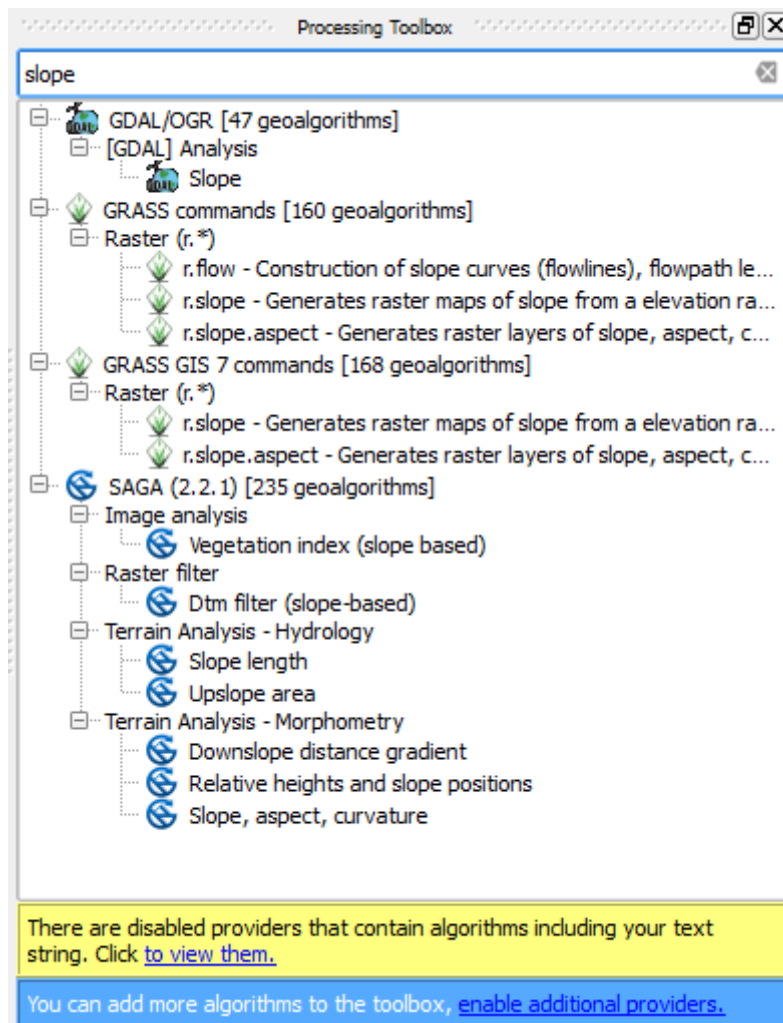 Processing Toolbox
slope
GDAL/OGR [47 geoalgorithms]
[GDAL] Analysis
Slope
GRASS commands [160 geoalgorithms]
Raster (r.*)
r.flow - Construction of slope curves (flowlines), flowpath le...
r.slope - Generates raster maps of slope from a elevation ra...
r.slope.aspect - Generates raster layers of slope, aspect, c...
GRASS GIS 7 commands [168 geoalgorithms]
Raster (r.*)
r.slope - Generates raster maps of slope from a elevation ra...
r.slope.aspect - Generates raster layers of slope, aspect, c...
SAGA (2.2.1) [235 geoalgorithms]
Image analysis
Vegetation index (slope based)
Raster filter
Dtm filter (slope-based)
Terrain Analysis - Hydrology
Slope length
Upslope area
Terrain Analysis - Morphometry
Downslope distance gradient
Relative heights and slope positions
Slope, aspect, curvature
There are disabled providers that contain algorithms including your text
string. Click to view them.
You can add more algorithms to the toolbox, enable additional providers.